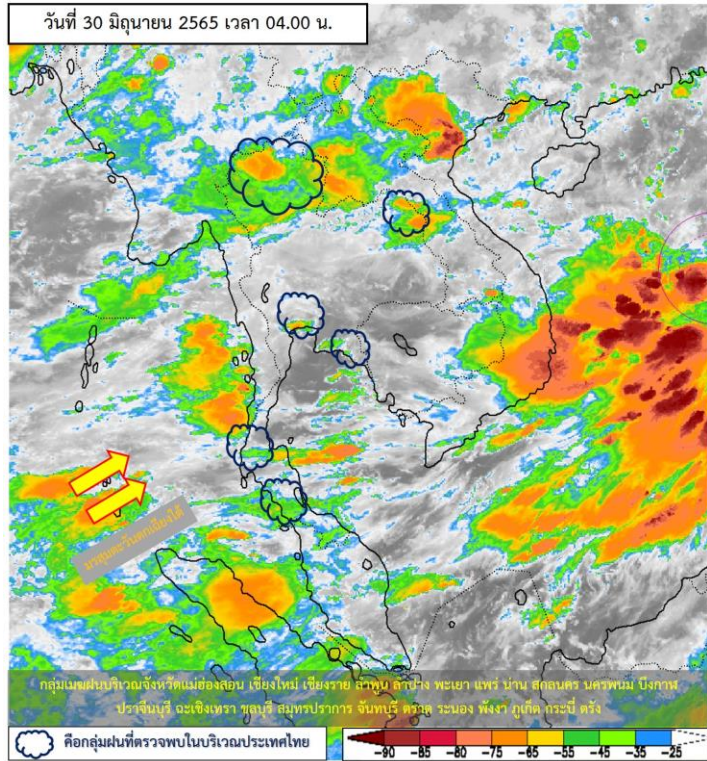 วันที่ 30 มิถุนายน 2565 เวลา 04.00 น.
มรสุมตะวันตกเฉียงใต้
กลุ่มเมฆฝนบริเวณจังหวัดแม่ฮ่องสอน เชียงใหม่ เชียงราย ลำพูน ลำปาง พะเยา แพร่ น่าน สกลนคร นครพนม บึงกาฬ
ปราจีนบุรี ฉะเชิงเทรา ชลบุรี สมุทรปราการ จันทบุรี ตราด ระนอง พังงา ภูเก็ต กระบี่ ตรัง
คือกลุ่มฝนที่ตรวจพบในบริเวณประเทศไทย
-90 -85 -80 -75 -65 -55 -45 -35 -25